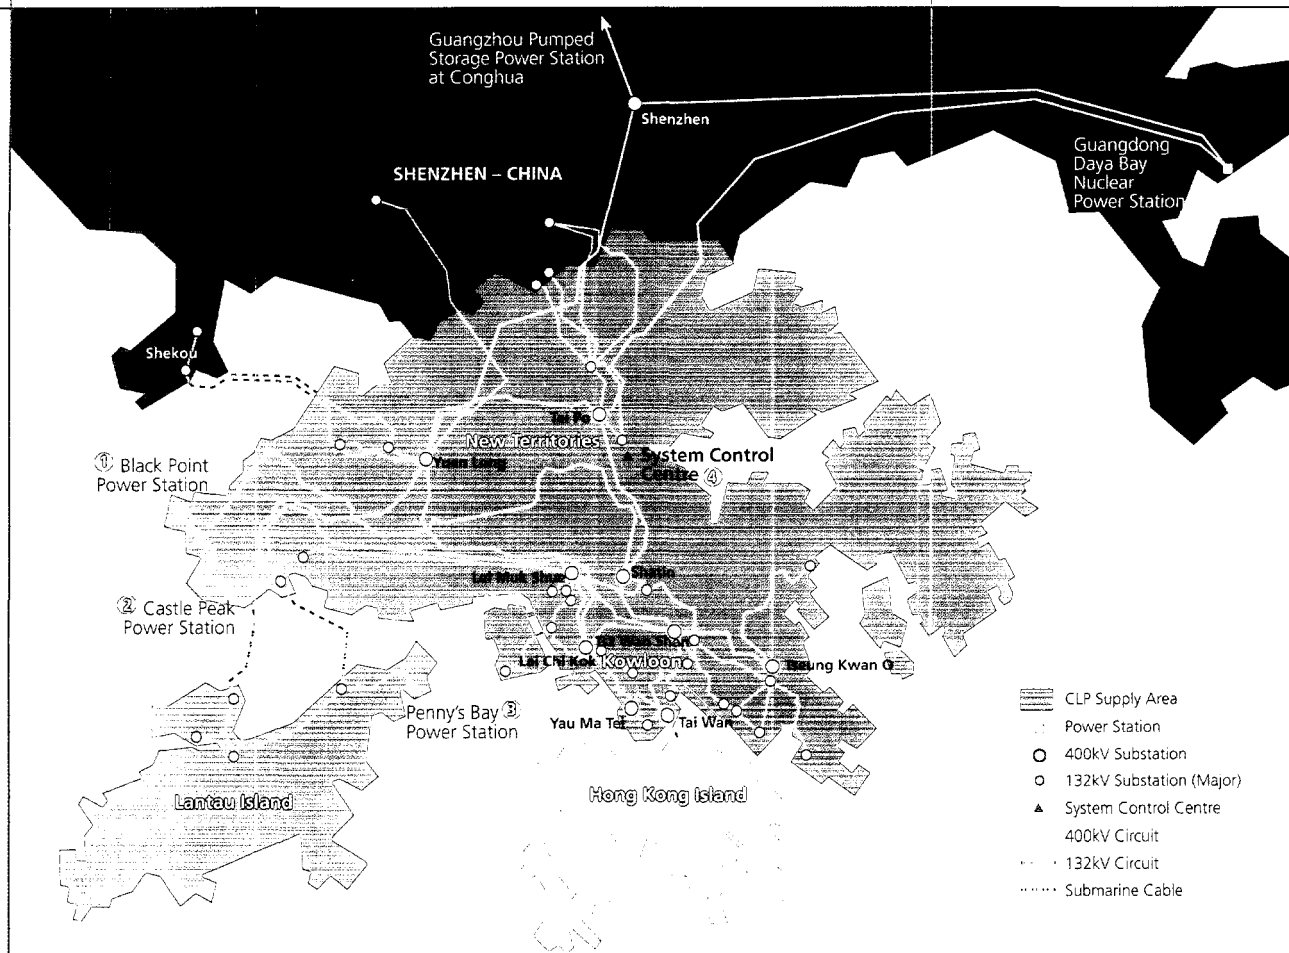 Guangzhou Pumped
Storage Power Station
at Conghua
Shenzhen
SHENZHEN – CHINA
Guangdong
Daya Bay
Nuclear
Power Station
Shekou
Tai Po
New Territories
System Control
Centre ④
Yuen Long
① Black Point
Power Station
Lei Muk Shue
Shatin
② Castle Peak
Power Station
Tsz Wan Shan
Lai Chi Kok
Kowloon
Tseung Kwan O
Penny's Bay ③
Power Station
Yau Ma Tei
Tai Wan
Lantau Island
Hong Kong Island
CLP Supply Area
Power Station
400kV Substation
132kV Substation (Major)
System Control Centre
400kV Circuit
132kV Circuit
Submarine Cable